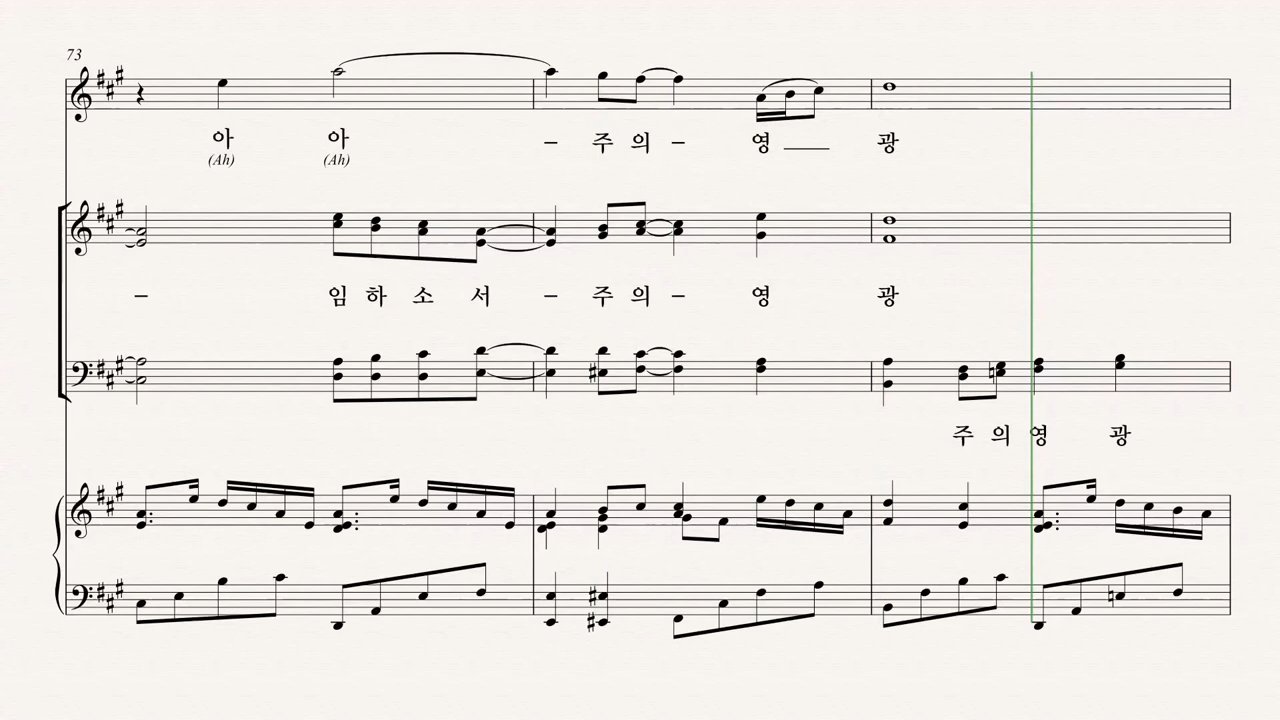 73
아 아 – 주 의 – 영 __ 광
(Ah) (Ah)
– 임 하 소 서 – 주 의 – 영 광
주 의 영 광